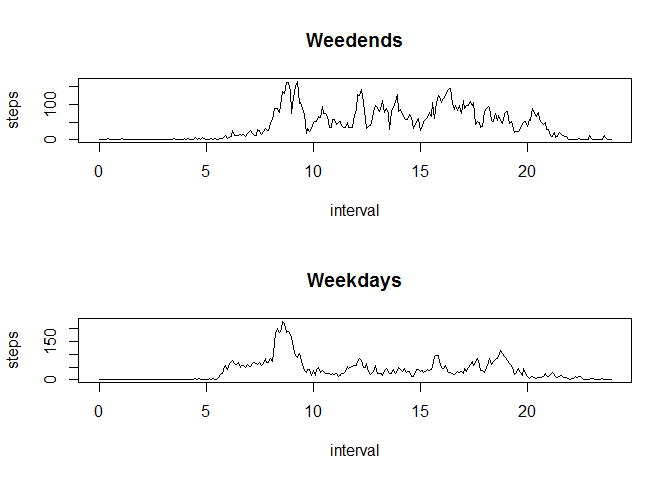 Weedends
steps
0 100
0 5 10 15 20
interval
Weekdays
steps
0 150
0 5 10 15 20
interval